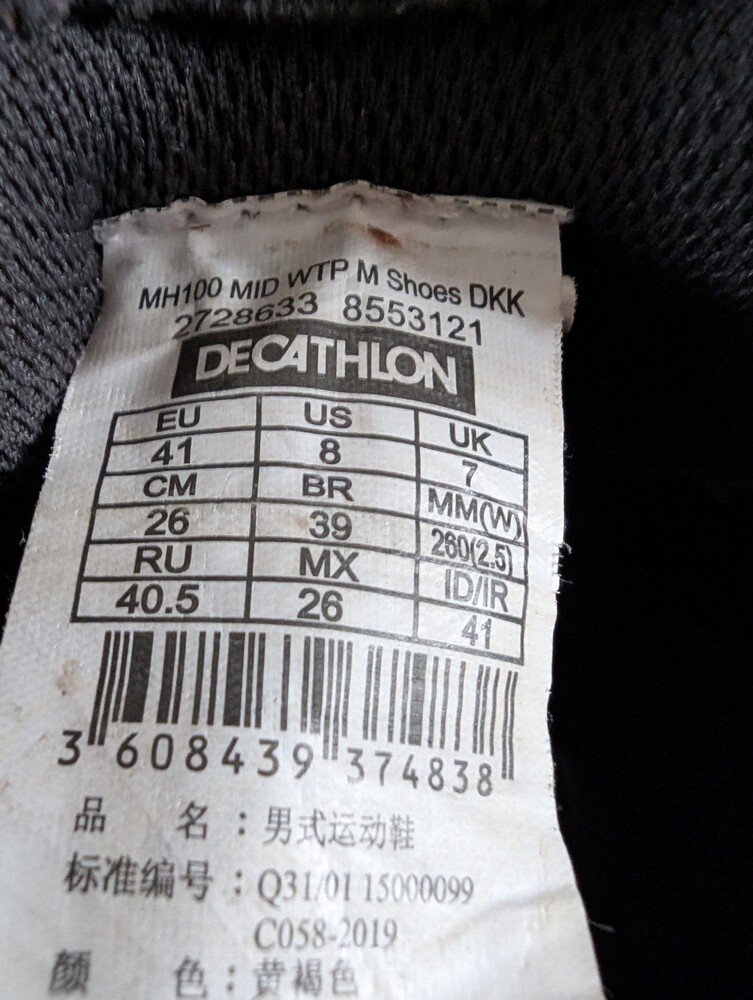 MH100 MID WTP M Shoes DKK
2728633 8553121
DECATHLON
EU US UK
41 8 7
CM BR MM(W)
26 39 260(2.5)
RU MX ID/IR
40.5 26 41
3 608439 374838
品 名：男式运动鞋
标准编号：Q31/0115000099
C058-2019
颜 色：黄褐色